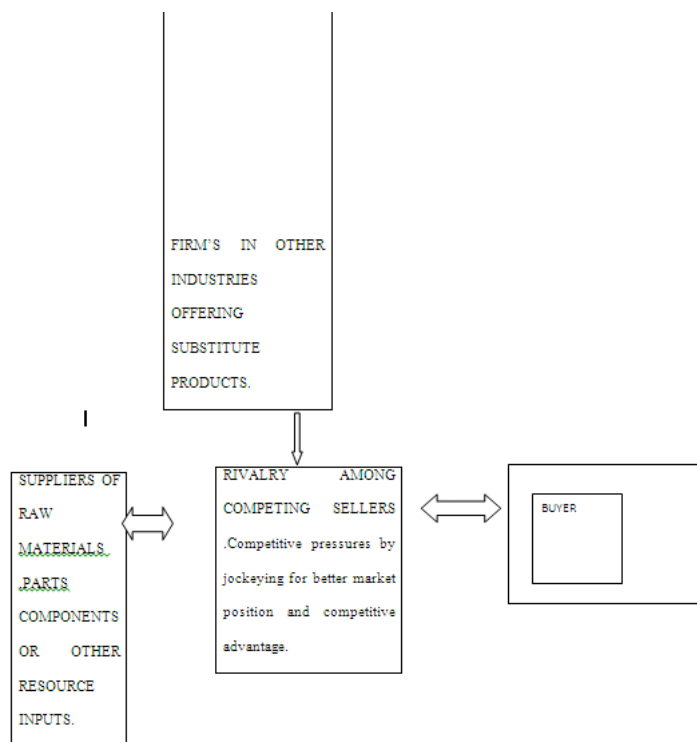 FIRM'S IN OTHER
INDUSTRIES
OFFERING
SUBSTITUTE
PRODUCTS.
SUPPLIERS OF
RAW
MATERIALS,
,PARTS
COMPONENTS
OR OTHER
RESOURCE
INPUTS.
RIVALRY AMONG
COMPETING SELLERS
.Competitive pressures by
jockeying for better market
position and competitive
advantage.
BUYER